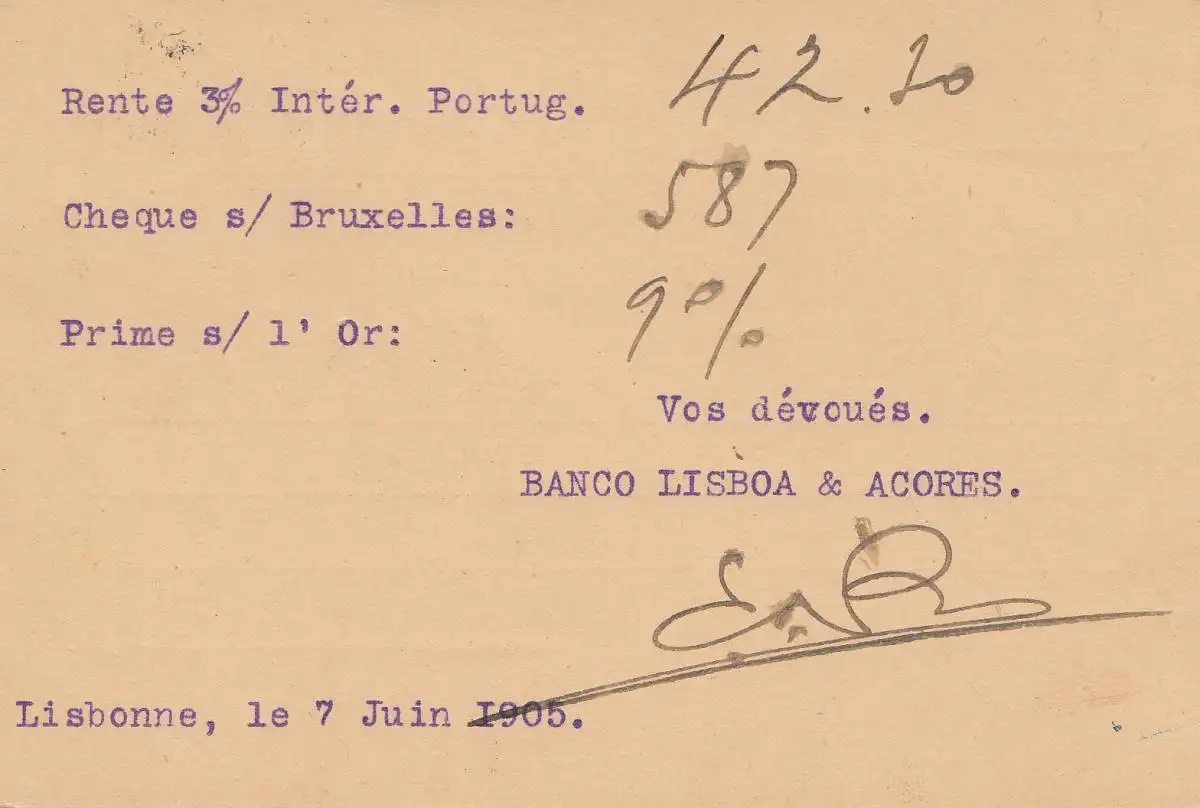 Rente 3% Intér. Portug. 42.30
Cheque s/ Bruxelles: 587
Prime s/ l' Or: 9%
Vos dévoués.
BANCO LISBOA & ACORES.
Lisbonne, le 7 Juin 1905.